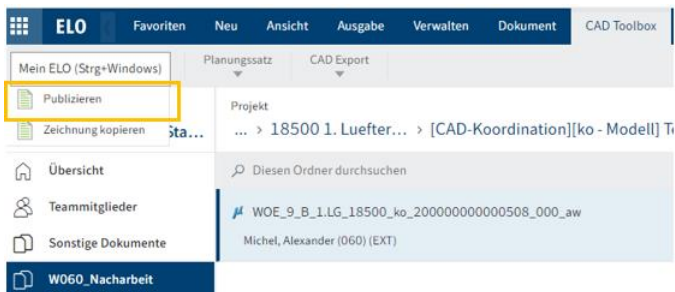 ELO Favoriten Neu Ansicht Ausgabe Verwalten Dokument CAD Toolbox
Mein ELO (Strg+Windows) Planungssatz CAD Export
Publizieren
Zeichnung kopieren Sta...
Projekt
... > 18500 1. Luefter... > [CAD-Koordination][ko - Modell]
Übersicht
Diesen Ordner durchsuchen
Teammitglieder
WOE_9_B_1.LG_18500_ko_200000000000508_000_aw
Sonstige Dokumente
Michel, Alexander (060) (EXT)
W060_Nacharbeit